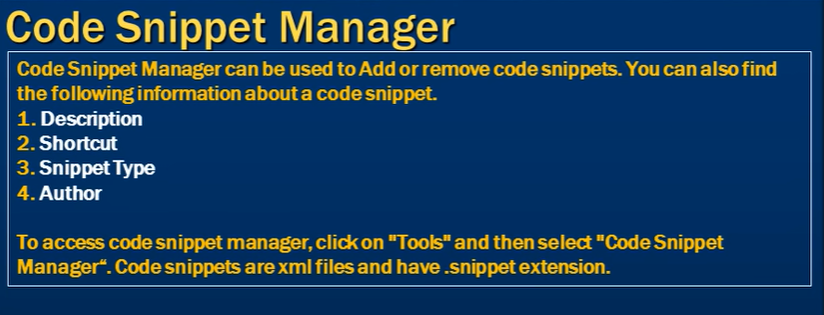 Code Snippet Manager
Code Snippet Manager can be used to Add or remove code snippets. You can also find
the following information about a code snippet.
1. Description
2. Shortcut
3. Snippet Type
4. Author
To access code snippet manager, click on "Tools" and then select "Code Snippet
Manager“. Code snippets are xml files and have .snippet extension.